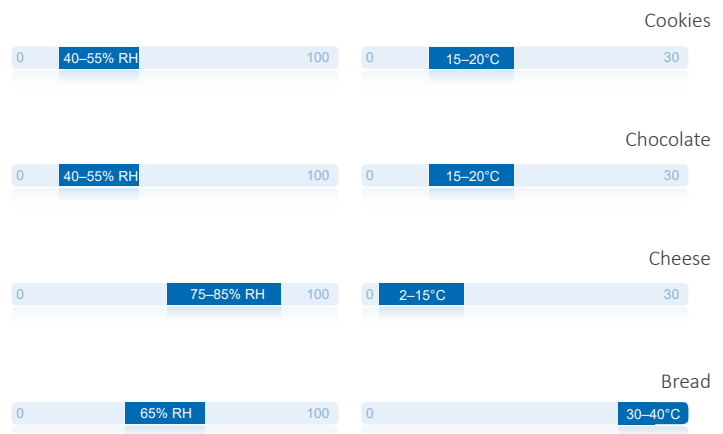 Cookies
0 40–55% RH 100 0 15–20°C 30
Chocolate
0 40–55% RH 100 0 15–20°C 30
Cheese
0 75–85% RH 100 0 2–15°C 30
Bread
0 65% RH 100 0 30–40°C